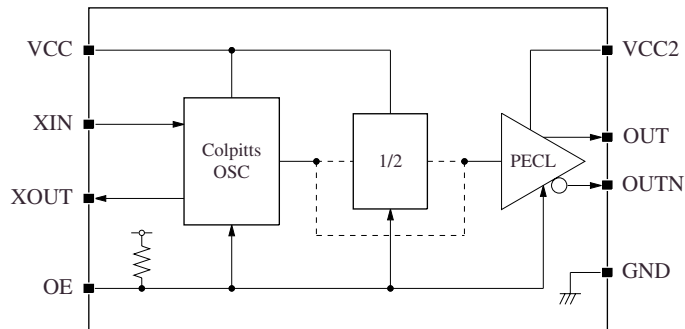 VCC
VCC2
XIN
Colpitts
OSC
1/2
PECL
OUT
XOUT
OUTN
OE
GND